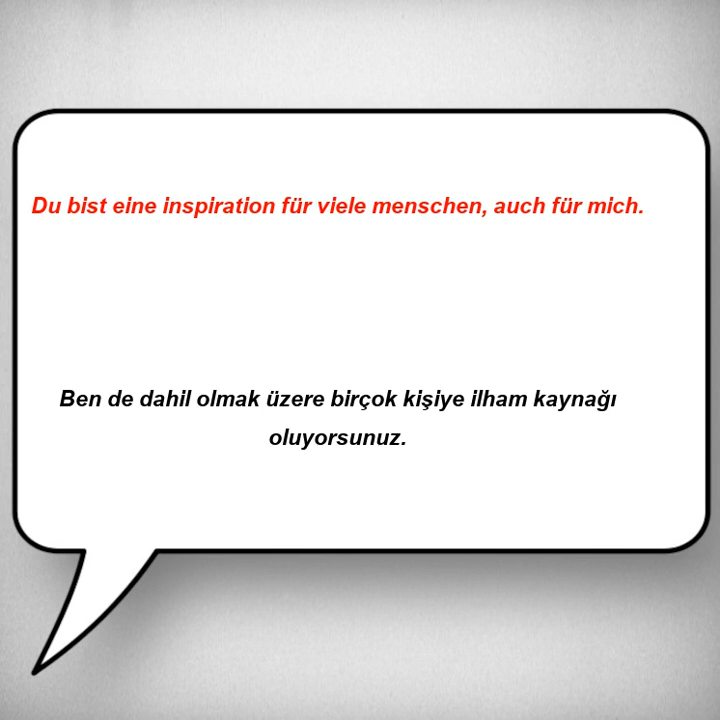 Du bist eine inspiration für viele menschen, auch für mich.
Ben de dahil olmak üzere birçok kişiye ilham kaynağı
oluyorsunuz.